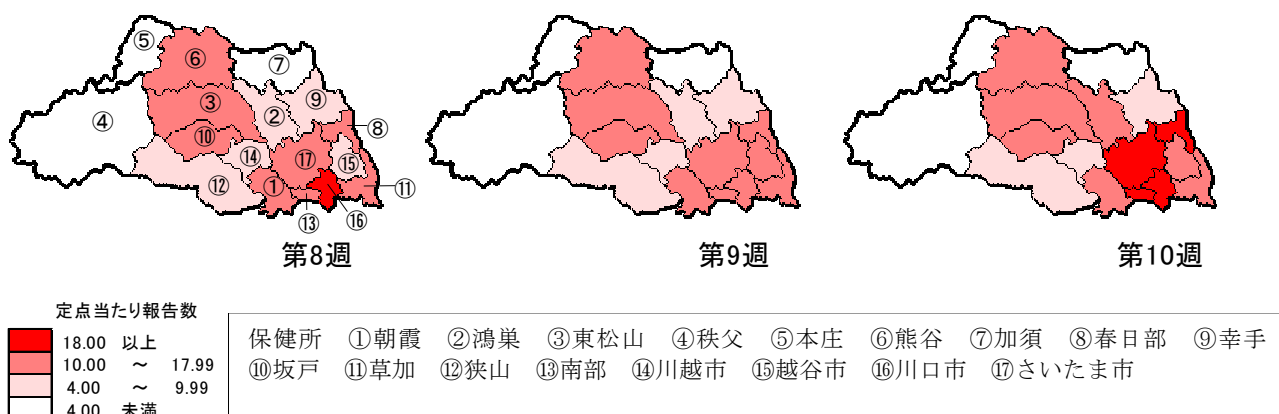 ⑤
⑥
⑦
③
⑨
④
②
⑧
⑩
⑭
⑰
⑮
⑫
①
⑪
⑬
⑯
第8週
第9週
第10週
定点当たり報告数
18.00 以上
10.00 ～ 17.99
4.00 ～ 9.99
4.00 未満
保健所 ①朝霞 ②鴻巣 ③東松山 ④秩父 ⑤本庄 ⑥熊谷 ⑦加須 ⑧春日部 ⑨幸手
⑩坂戸 ⑪草加 ⑫狭山 ⑬南部 ⑭川越市 ⑮越谷市 ⑯川口市 ⑰さいたま市